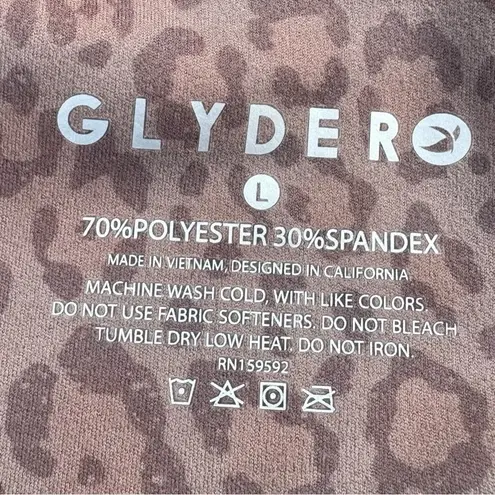 GLYDER
L
70%POLYESTER 30%SPANDEX
MADE IN VIETNAM, DESIGNED IN CALIFORNIA
MACHINE WASH COLD, WITH LIKE COLORS.
DO NOT USE FABRIC SOFTENERS. DO NOT BLEACH
TUMBLE DRY LOW HEAT. DO NOT IRON.
RN159592